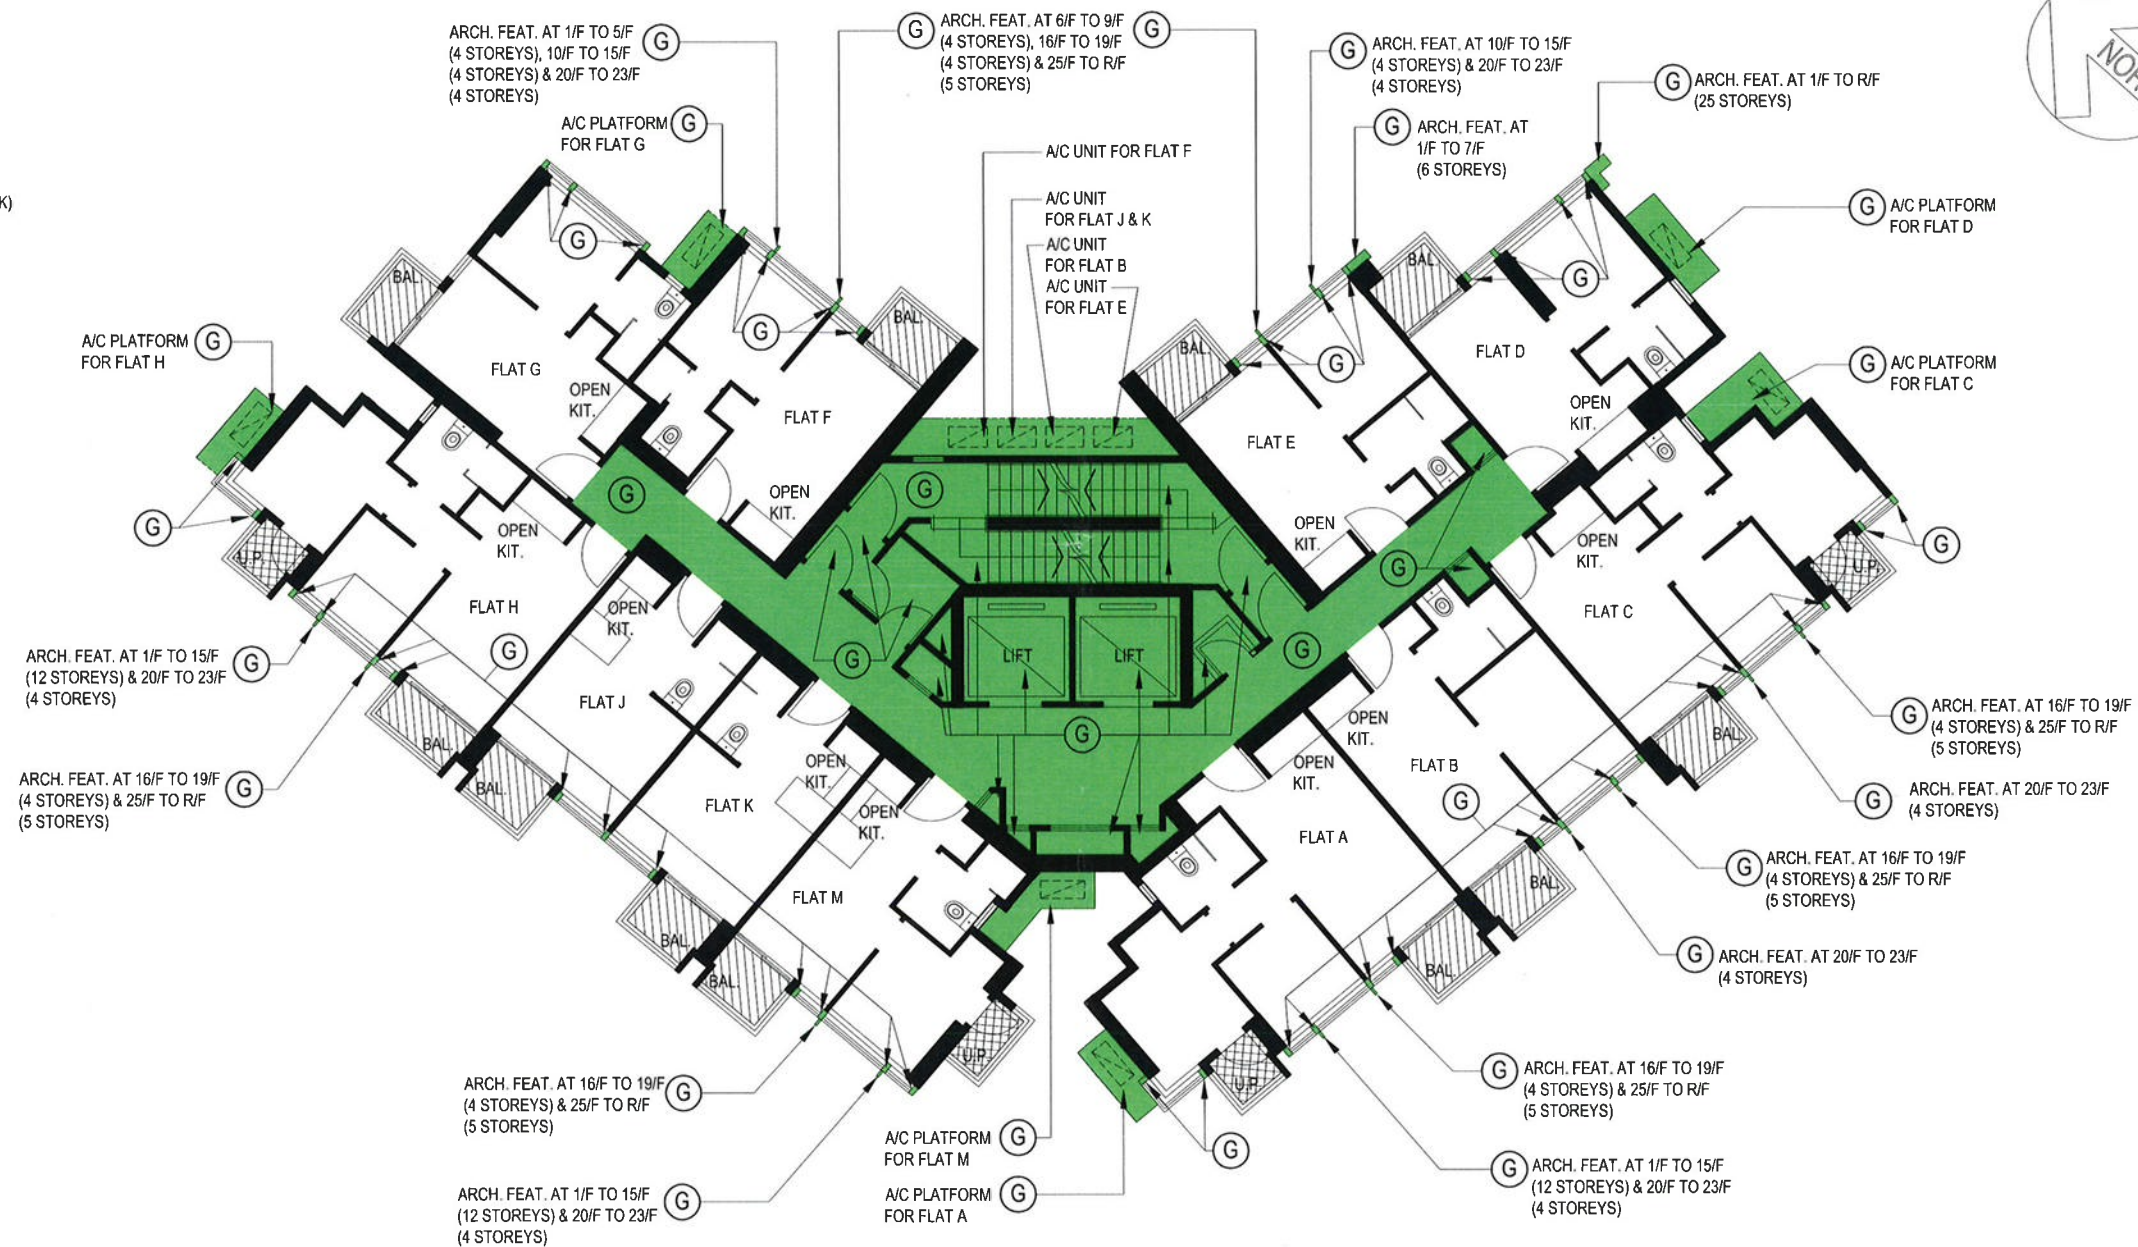 ARCH. FEAT. AT 1/F TO 5/F
(4 STOREYS), 10/F TO 15/F
(4 STOREYS) & 20/F TO 23/F
(4 STOREYS)
G
G
ARCH. FEAT. AT 6/F TO 9/F
(4 STOREYS), 16/F TO 19/F
(4 STOREYS) & 25/F TO R/F
(5 STOREYS)
G
G
ARCH. FEAT. AT 10/F TO 15/F
(4 STOREYS) & 20/F TO 23/F
(4 STOREYS)
G
ARCH. FEAT. AT 1/F TO R/F
(25 STOREYS)
A/C PLATFORM
FOR FLAT G
G
G
ARCH. FEAT. AT
1/F TO 7/F
(6 STOREYS)
A/C UNIT FOR FLAT F
A/C UNIT
FOR FLAT J & K
A/C UNIT
FOR FLAT B
A/C UNIT
FOR FLAT E
K)
G
A/C PLATFORM
FOR FLAT D
G
A/C PLATFORM
FOR FLAT C
A/C PLATFORM
FOR FLAT H
G
G
G
G
G
BAL.
BAL.
BAL.
BAL.
FLAT G
OPEN
KIT.
FLAT F
OPEN
KIT.
FLAT E
OPEN
KIT.
FLAT D
OPEN
KIT.
G
G
G
G
G
U.P.
OPEN
KIT.
FLAT H
OPEN
KIT.
FLAT C
U.P.
OPEN
KIT.
G
G
G
G
LIFT
LIFT
G
ARCH. FEAT. AT 1/F TO 15/F
(12 STOREYS) & 20/F TO 23/F
(4 STOREYS)
G
ARCH. FEAT. AT 16/F TO 19/F
(4 STOREYS) & 25/F TO R/F
(5 STOREYS)
G
BAL.
BAL.
FLAT J
FLAT K
OPEN
KIT.
OPEN
KIT.
FLAT M
BAL.
BAL.
U.P.
OPEN
KIT.
OPEN
KIT.
FLAT B
G
FLAT A
BAL.
BAL.
BAL.
U.P.
G
ARCH. FEAT. AT 16/F TO 19/F
(4 STOREYS) & 25/F TO R/F
(5 STOREYS)
G
ARCH. FEAT. AT 20/F TO 23/F
(4 STOREYS)
G
ARCH. FEAT. AT 16/F TO 19/F
(4 STOREYS) & 25/F TO R/F
(5 STOREYS)
G
ARCH. FEAT. AT 20/F TO 23/F
(4 STOREYS)
G
ARCH. FEAT. AT 16/F TO 19/F
(4 STOREYS) & 25/F TO R/F
(5 STOREYS)
G
ARCH. FEAT. AT 1/F TO 15/F
(12 STOREYS) & 20/F TO 23/F
(4 STOREYS)
ARCH. FEAT. AT 16/F TO 19/F
(4 STOREYS) & 25/F TO R/F
(5 STOREYS)
G
ARCH. FEAT. AT 1/F TO 15/F
(12 STOREYS) & 20/F TO 23/F
(4 STOREYS)
G
A/C PLATFORM
FOR FLAT M
G
A/C PLATFORM
FOR FLAT A
G
G